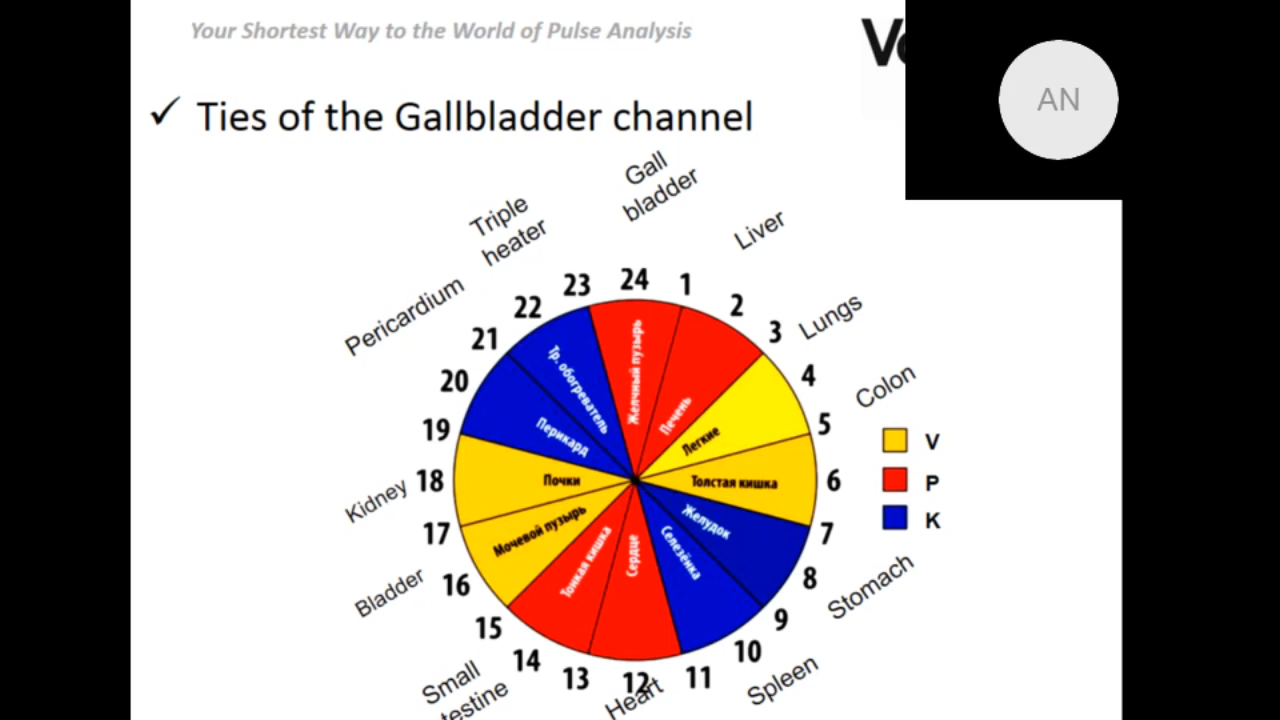 Your Shortest Way to the World of Pulse Analysis
AN
✓ Ties of the Gallbladder channel
Gall
bladder
Triple
heater
Liver
Pericardium
Lungs
Colon
Kidney
Bladder
Stomach
Small
testine
Heart
Spleen
24
1
2
3
4
5
6
7
8
9
10
11
12
13
14
15
16
17
18
19
20
21
22
23
Желчный пузырь
Печень
Легкие
Толстая кишка
Желудок
Селезёнка
Сердце
Тонкая кишка
Мочевой пузырь
Почки
Перикард
Тр. обогреватель
V
P
K